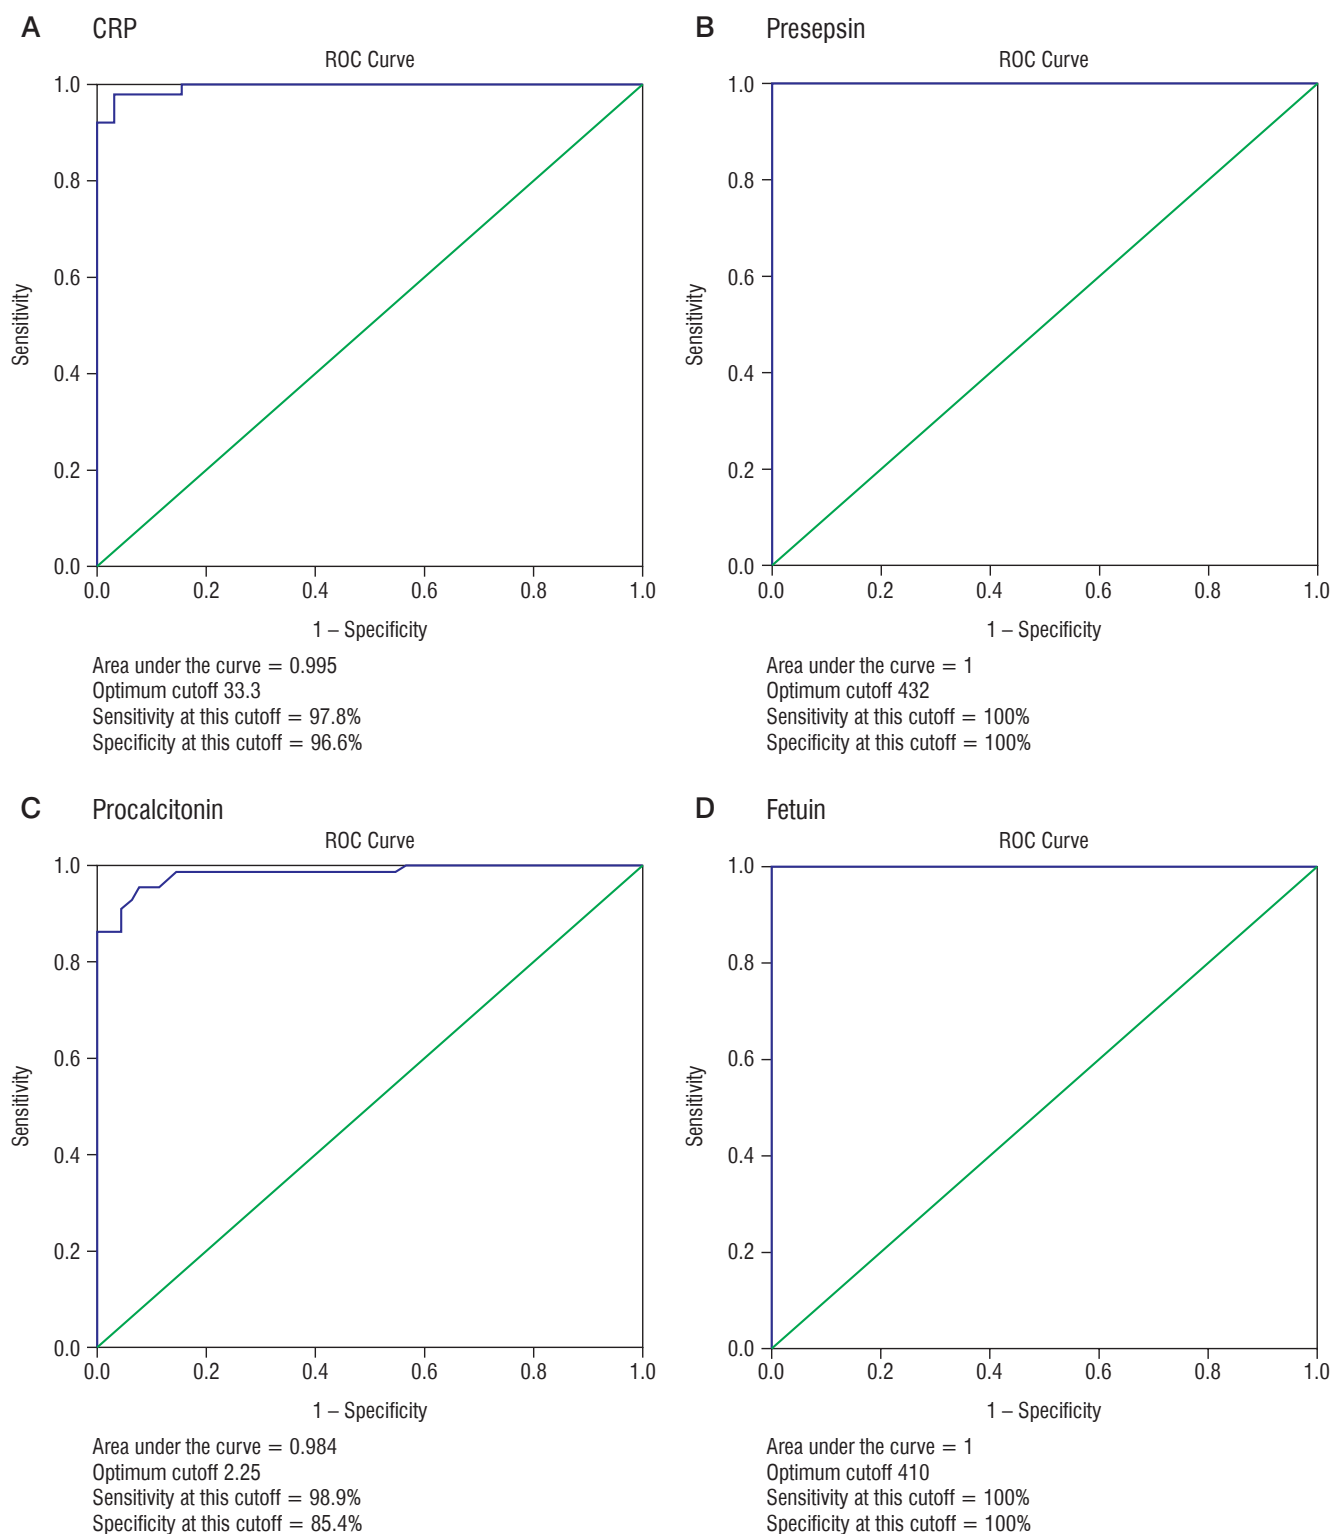 A CRP
ROC Curve
1.0
0.8
0.6
0.4
0.2
0.0
Sensitivity
0.0 0.2 0.4 0.6 0.8 1.0
1 – Specificity
Area under the curve = 0.995
Optimum cutoff 33.3
Sensitivity at this cutoff = 97.8%
Specificity at this cutoff = 96.6%
B Presepsin
ROC Curve
1.0
0.8
0.6
0.4
0.2
0.0
Sensitivity
0.0 0.2 0.4 0.6 0.8 1.0
1 – Specificity
Area under the curve = 1
Optimum cutoff 432
Sensitivity at this cutoff = 100%
Specificity at this cutoff = 100%
C Procalcitonin
ROC Curve
1.0
0.8
0.6
0.4
0.2
0.0
Sensitivity
0.0 0.2 0.4 0.6 0.8 1.0
1 – Specificity
Area under the curve = 0.984
Optimum cutoff 2.25
Sensitivity at this cutoff = 98.9%
Specificity at this cutoff = 85.4%
D Fetuin
ROC Curve
1.0
0.8
0.6
0.4
0.2
0.0
Sensitivity
0.0 0.2 0.4 0.6 0.8 1.0
1 – Specificity
Area under the curve = 1
Optimum cutoff 410
Sensitivity at this cutoff = 100%
Specificity at this cutoff = 100%